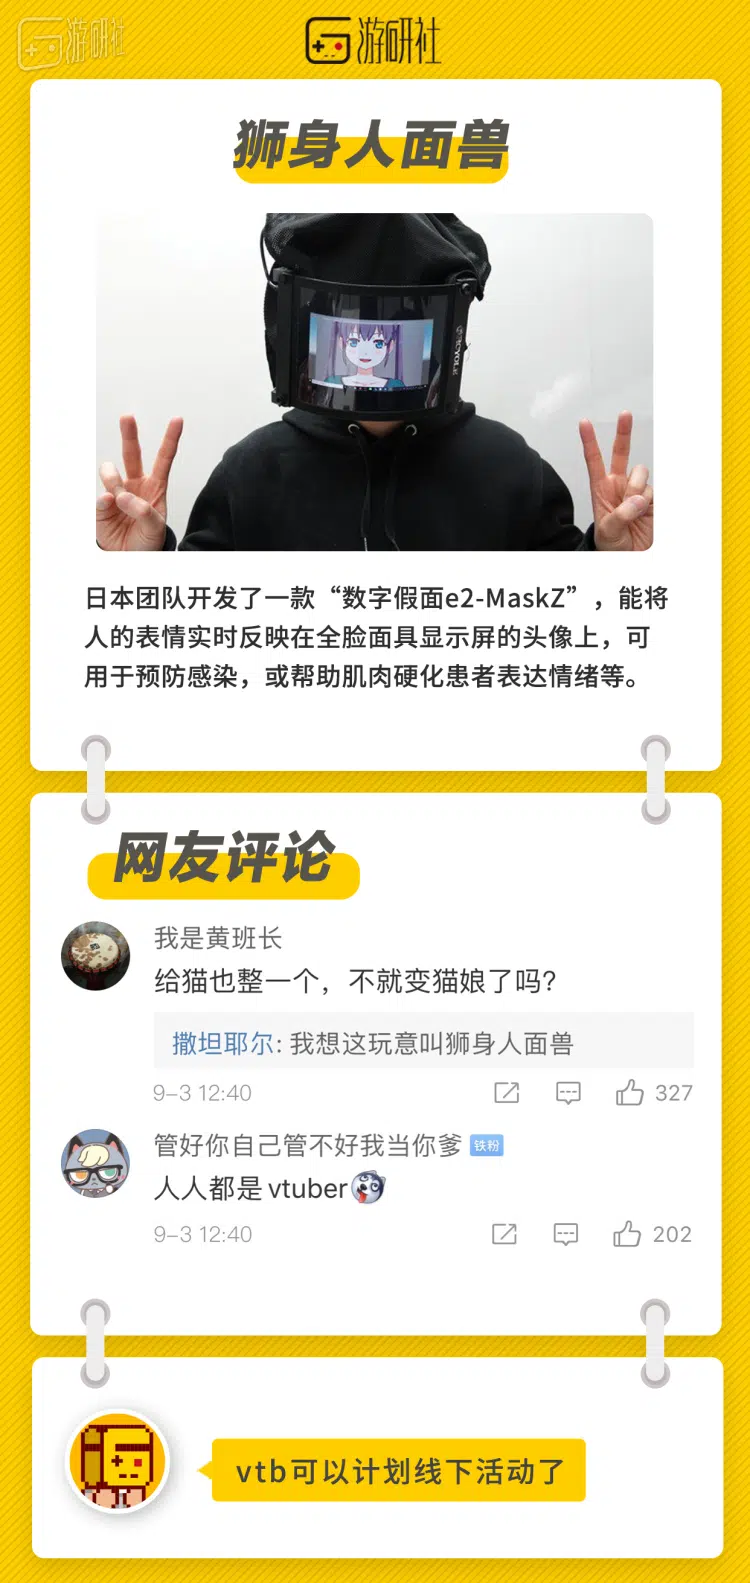 游研社
游研社
狮身人面兽
日本团队开发了一款“数字假面e2-MaskZ”，能将
人的表情实时反映在全脸面具显示屏的头像上，可
用于预防感染，或帮助肌肉硬化患者表达情绪等。
网友评论
我是黄班长
给猫也整一个，不就变猫娘了吗？
撒坦耶尔: 我想这玩意叫狮身人面兽
9-3 12:40
327
管好你自己管不好我当你爹 铁粉
人人都是vtuber
9-3 12:40
202
vtb可以计划线下活动了